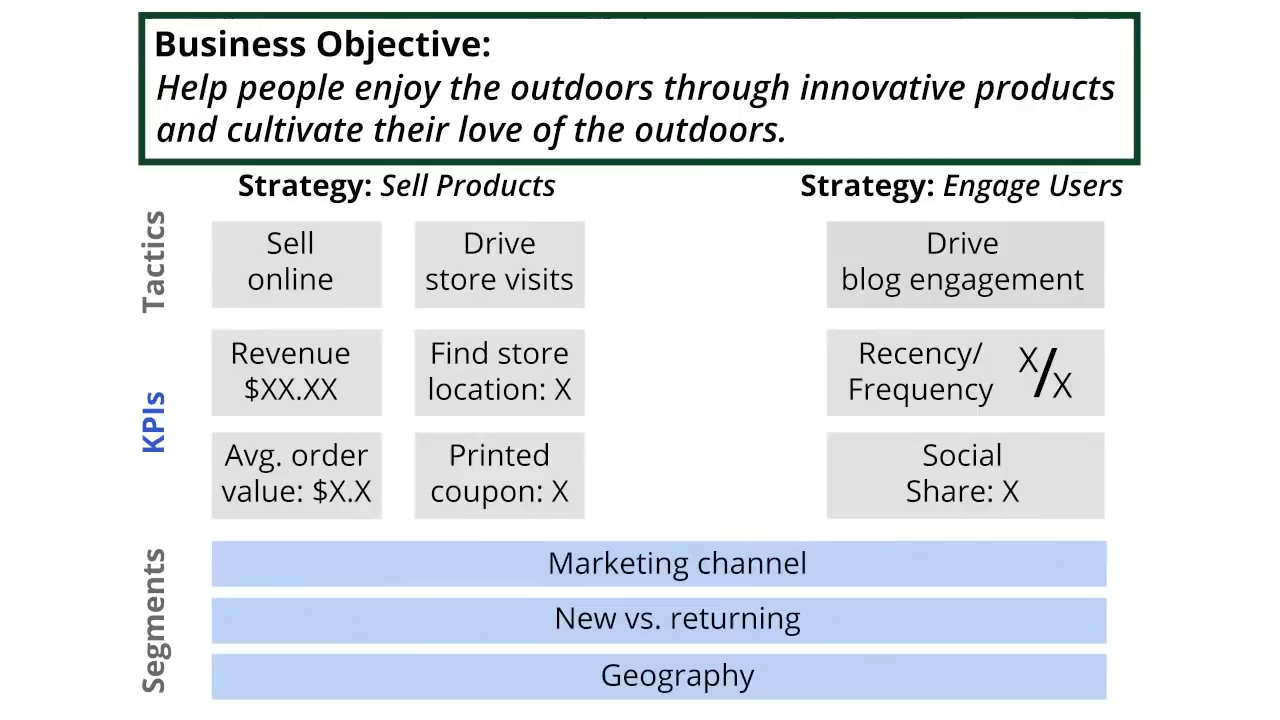 Business Objective:
Help people enjoy the outdoors through innovative products
and cultivate their love of the outdoors.
Strategy: Sell Products
Strategy: Engage Users
Tactics
Sell
online
Drive
store visits
Drive
blog engagement
KPIs
Revenue
$XX.XX
Find store
location: X
Recency/
Frequency
X/X
Avg. order
value: $X.X
Printed
coupon: X
Social
Share: X
Segments
Marketing channel
New vs. returning
Geography